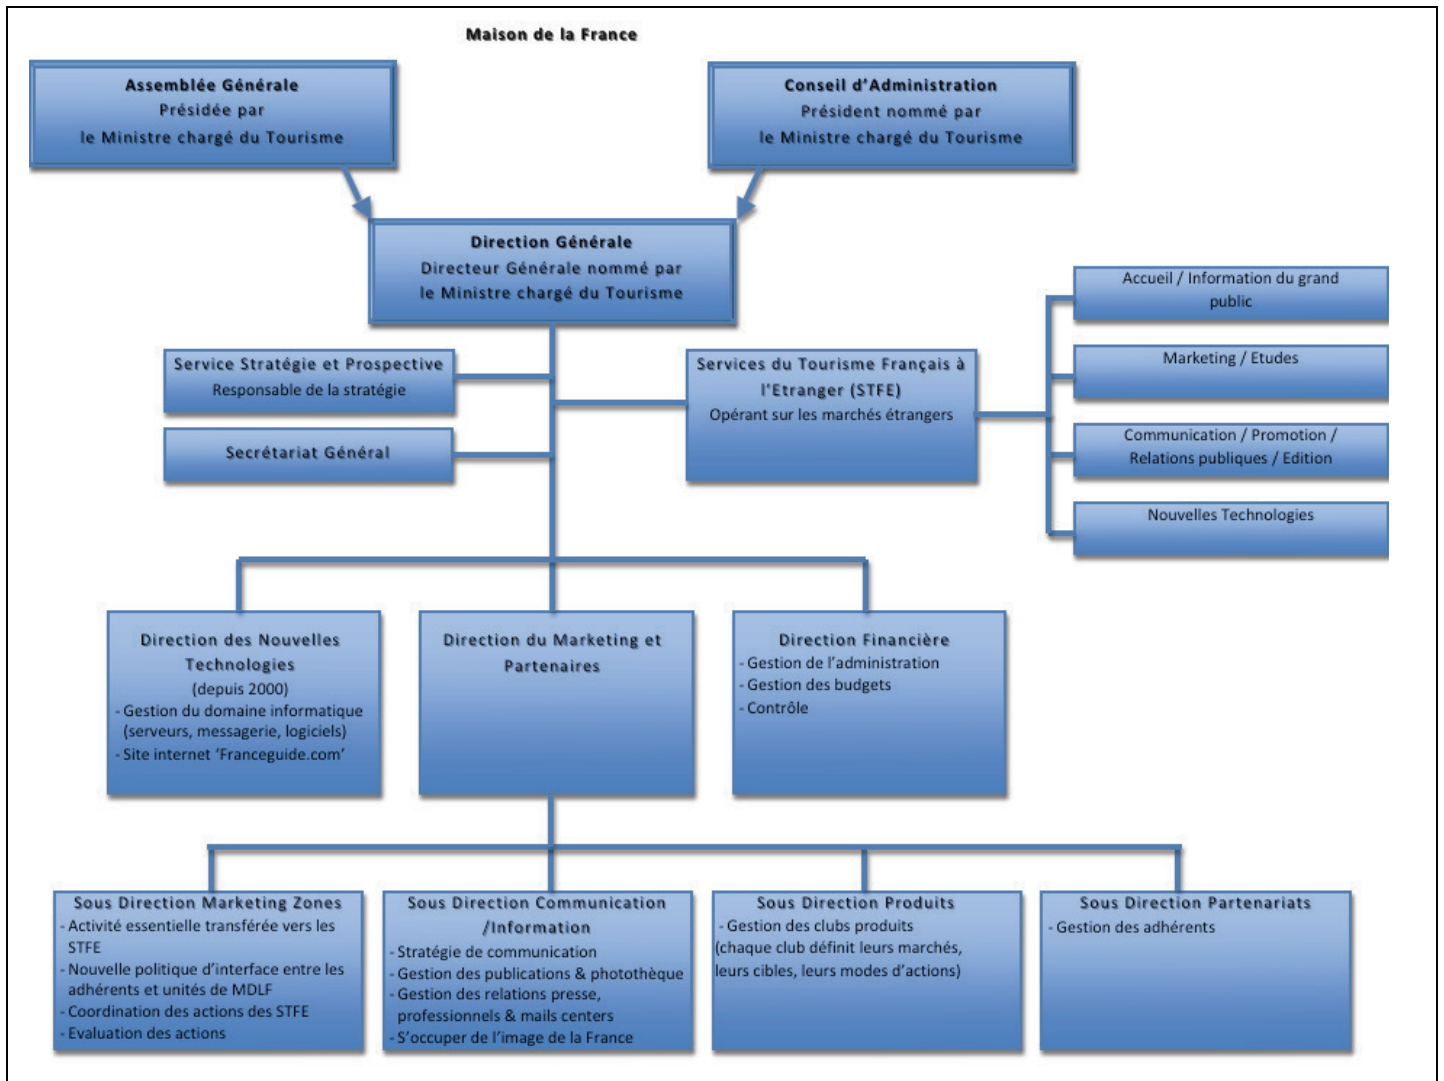 Maison de la France
Assemblée Générale
Présidée par
le Ministre chargé du Tourisme
Conseil d'Administration
Président nommé par
le Ministre chargé du Tourisme
Direction Générale
Directeur Générale nommé par
le Ministre chargé du Tourisme
Service Stratégie et Prospective
Responsable de la stratégie
Secrétariat Général
Services du Tourisme Français à
l'Etranger (STFE)
Opérant sur les marchés étrangers
Accueil / Information du grand
public
Marketing / Etudes
Communication / Promotion /
Relations publiques / Edition
Nouvelles Technologies
Direction des Nouvelles
Technologies
(depuis 2000)
- Gestion du domaine informatique
(serveurs, messagerie, logiciels)
- Site internet 'Franceguide.com'
Direction du Marketing et
Partenaires
Direction Financière
- Gestion de l'administration
- Gestion des budgets
- Contrôle
Sous Direction Marketing Zones
- Activité essentielle transférée vers les
STFE
- Nouvelle politique d'interface entre les
adhérents et unités de MDLF
- Coordination des actions des STFE
- Evaluation des actions
Sous Direction Communication
/Information
- Stratégie de communication
- Gestion des publications & photothèque
- Gestion des relations presse,
professionnels & mails centers
- S'occuper de l'image de la France
Sous Direction Produits
- Gestion des clubs produits
(chaque club définit leurs marchés,
leurs cibles, leurs modes d'actions)
Sous Direction Partenariats
- Gestion des adhérents